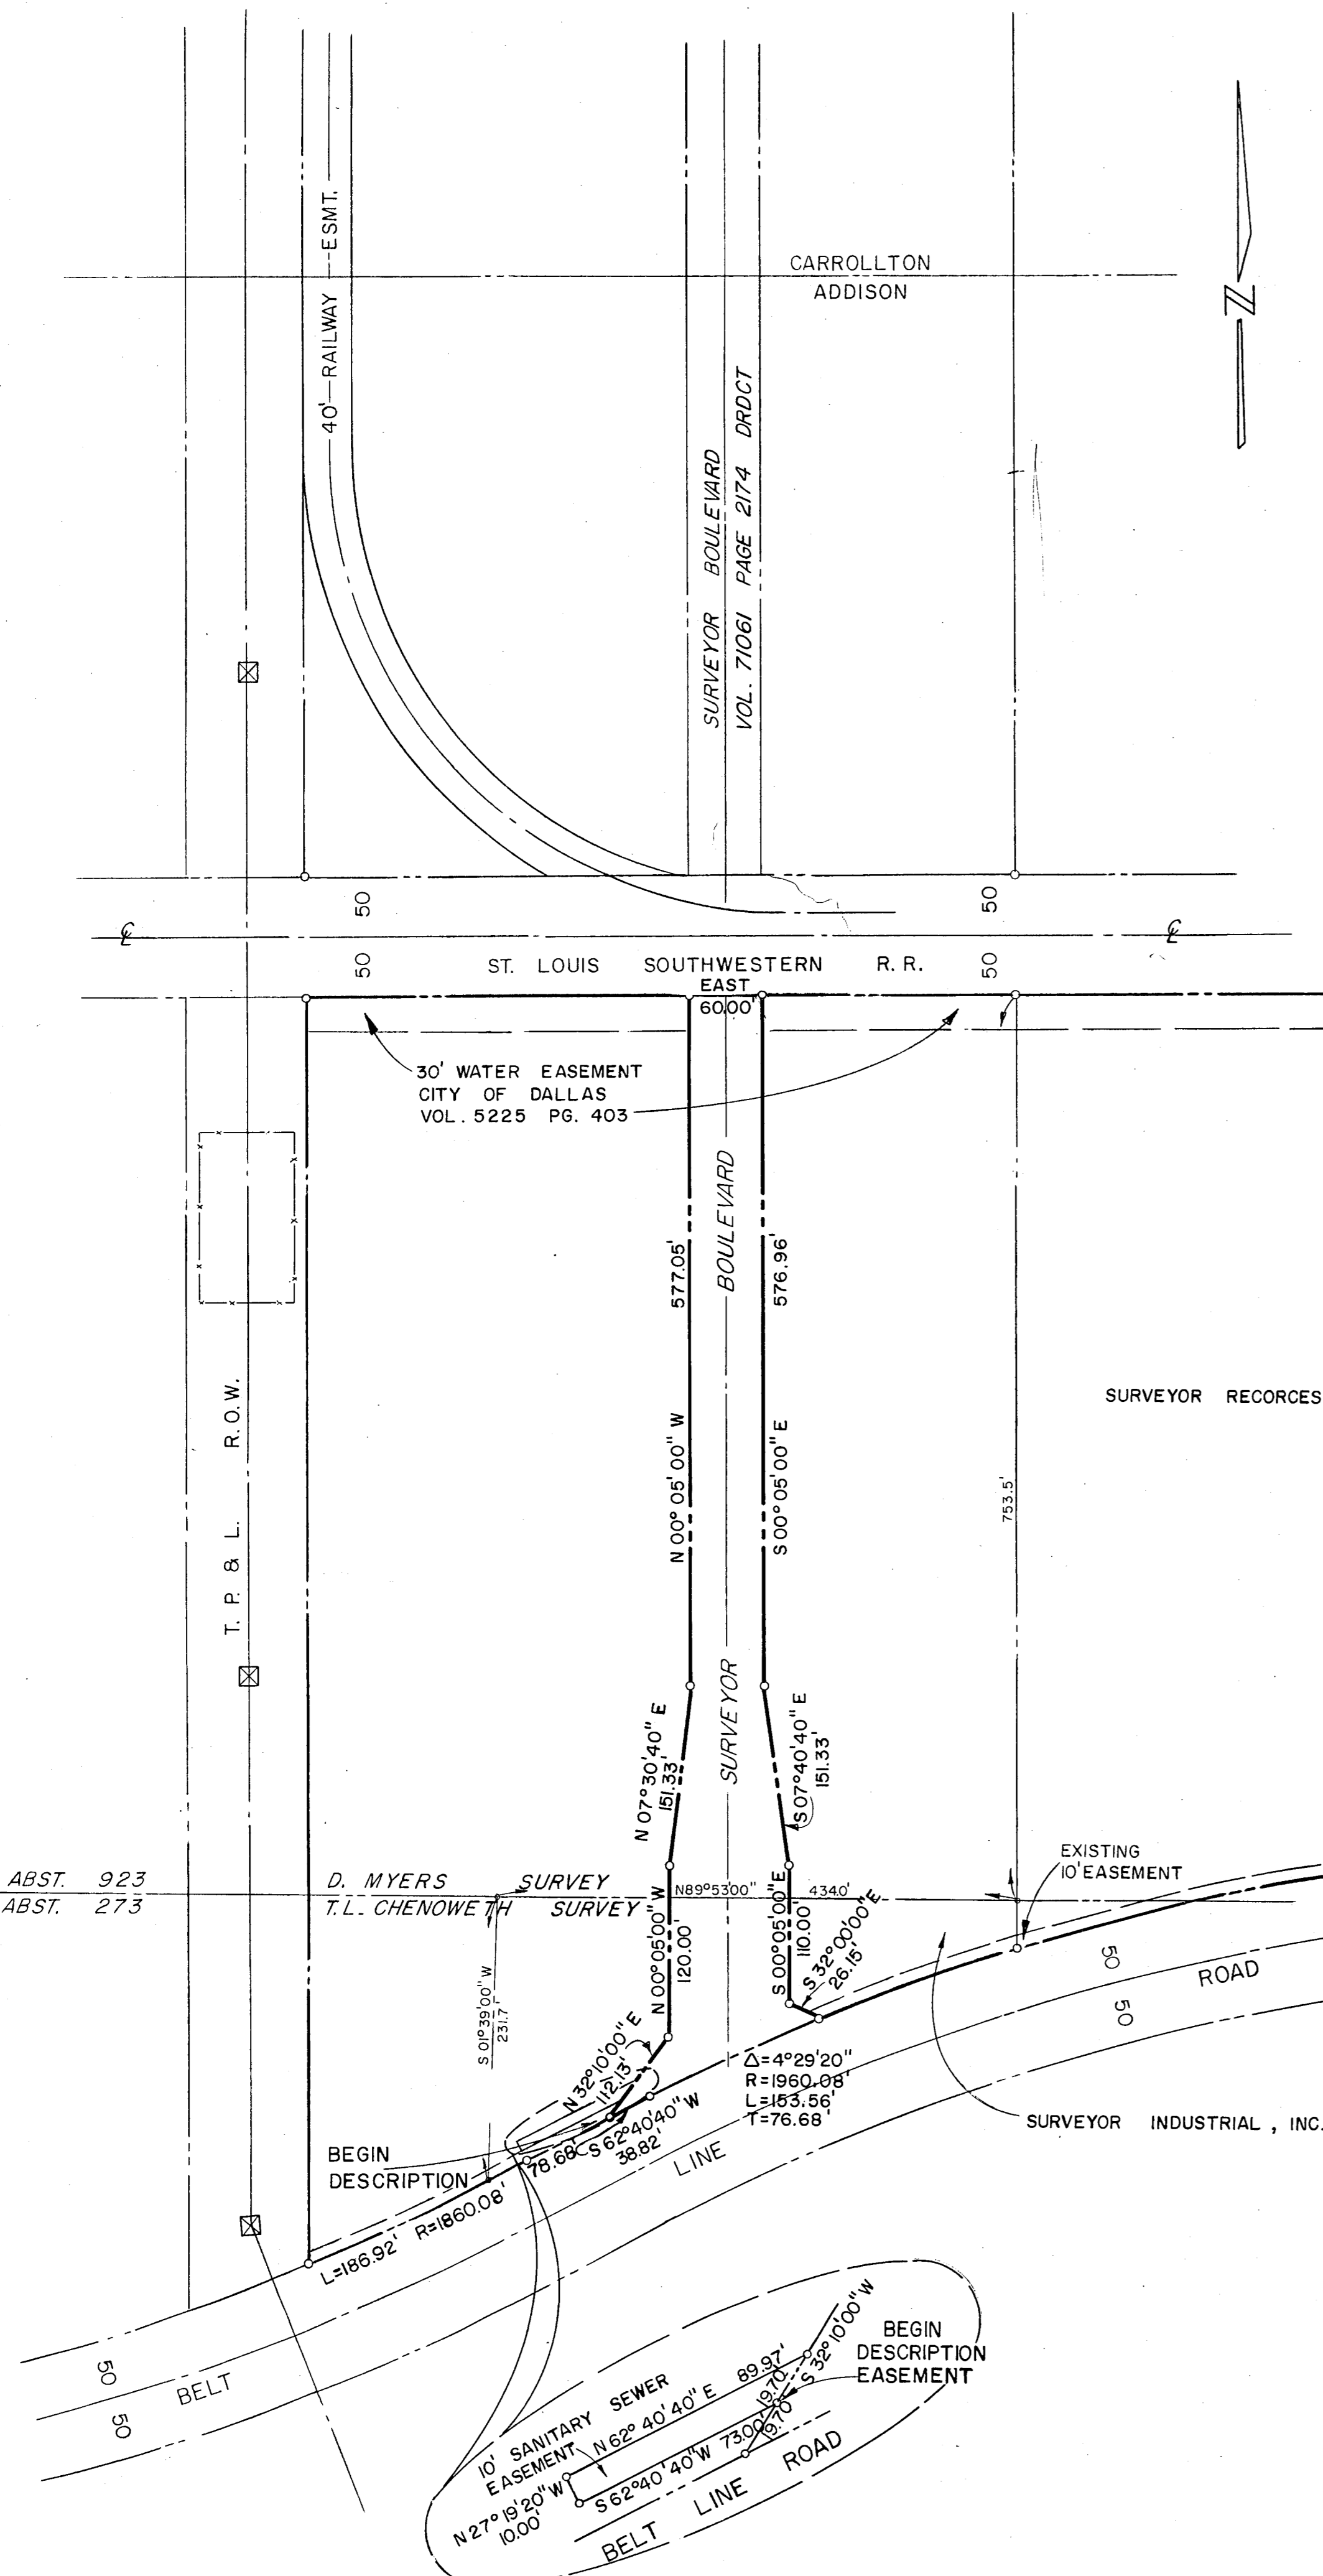 40' RAILWAY ESMT.
CARROLLTON
ADDISON
N
SURVEYOR BOULEVARD
VOL. 71061 PAGE 2174 DRDCT
50
50
℄
℄
50
50
ST. LOUIS SOUTHWESTERN R.R.
EAST
60.00'
30' WATER EASEMENT
CITY OF DALLAS
VOL. 5225 PG. 403
577.05'
N 00° 05' 00" W
SURVEYOR BOULEVARD
576.96'
S 00° 05' 00" E
T. P. & L. R.O.W.
SURVEYOR RECORCES
753.5'
N 07° 30' 40" E
151.33'
S 07° 40' 40" E
151.33'
EXISTING
10' EASEMENT
ABST. 923
D. MYERS SURVEY
N89°53'00"
434.0'
ABST. 273
T.L. CHENOWETH SURVEY
S 01° 39' 00" W
231.7'
N 00° 05' 00" W
120.00'
S 00° 05' 00" E
110.00'
S 32° 00' 00" E
26.15'
50
50
ROAD
N 32° 10' 00" E
112.13'
Δ=4°29'20"
R=1960.08'
L=153.56'
T=76.68'
SURVEYOR INDUSTRIAL, INC.
BEGIN
DESCRIPTION
78.68'
S 62° 40' 40" W
38.82'
LINE
L=186.92' R=1860.08'
50
50
BELT
BEGIN
DESCRIPTION
EASEMENT
S 32° 10' 00" W
19.70'
19.70'
10' SANITARY SEWER
EASEMENT
N 62° 40' 40" E 89.97'
S 62° 40' 40" W 73.00'
N 27° 19' 20" W
10.00'
BELT LINE ROAD